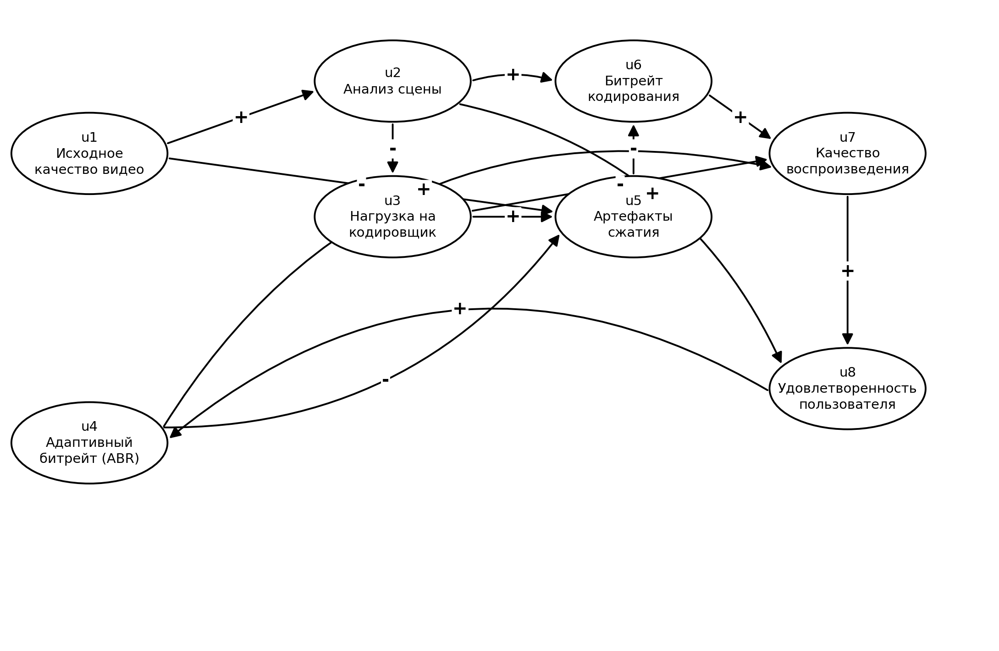 u2
Анализ сцены
+
u6
Битрейт
кодирования
+
+
u1
Исходное
качество видео
u7
Качество
воспроизведения
-
-
-
+
u3
Нагрузка на
кодировщик
+
-
+
u5
Артефакты
сжатия
+
+
-
u8
Удовлетворенность
пользователя
u4
Адаптивный
битрейт (ABR)